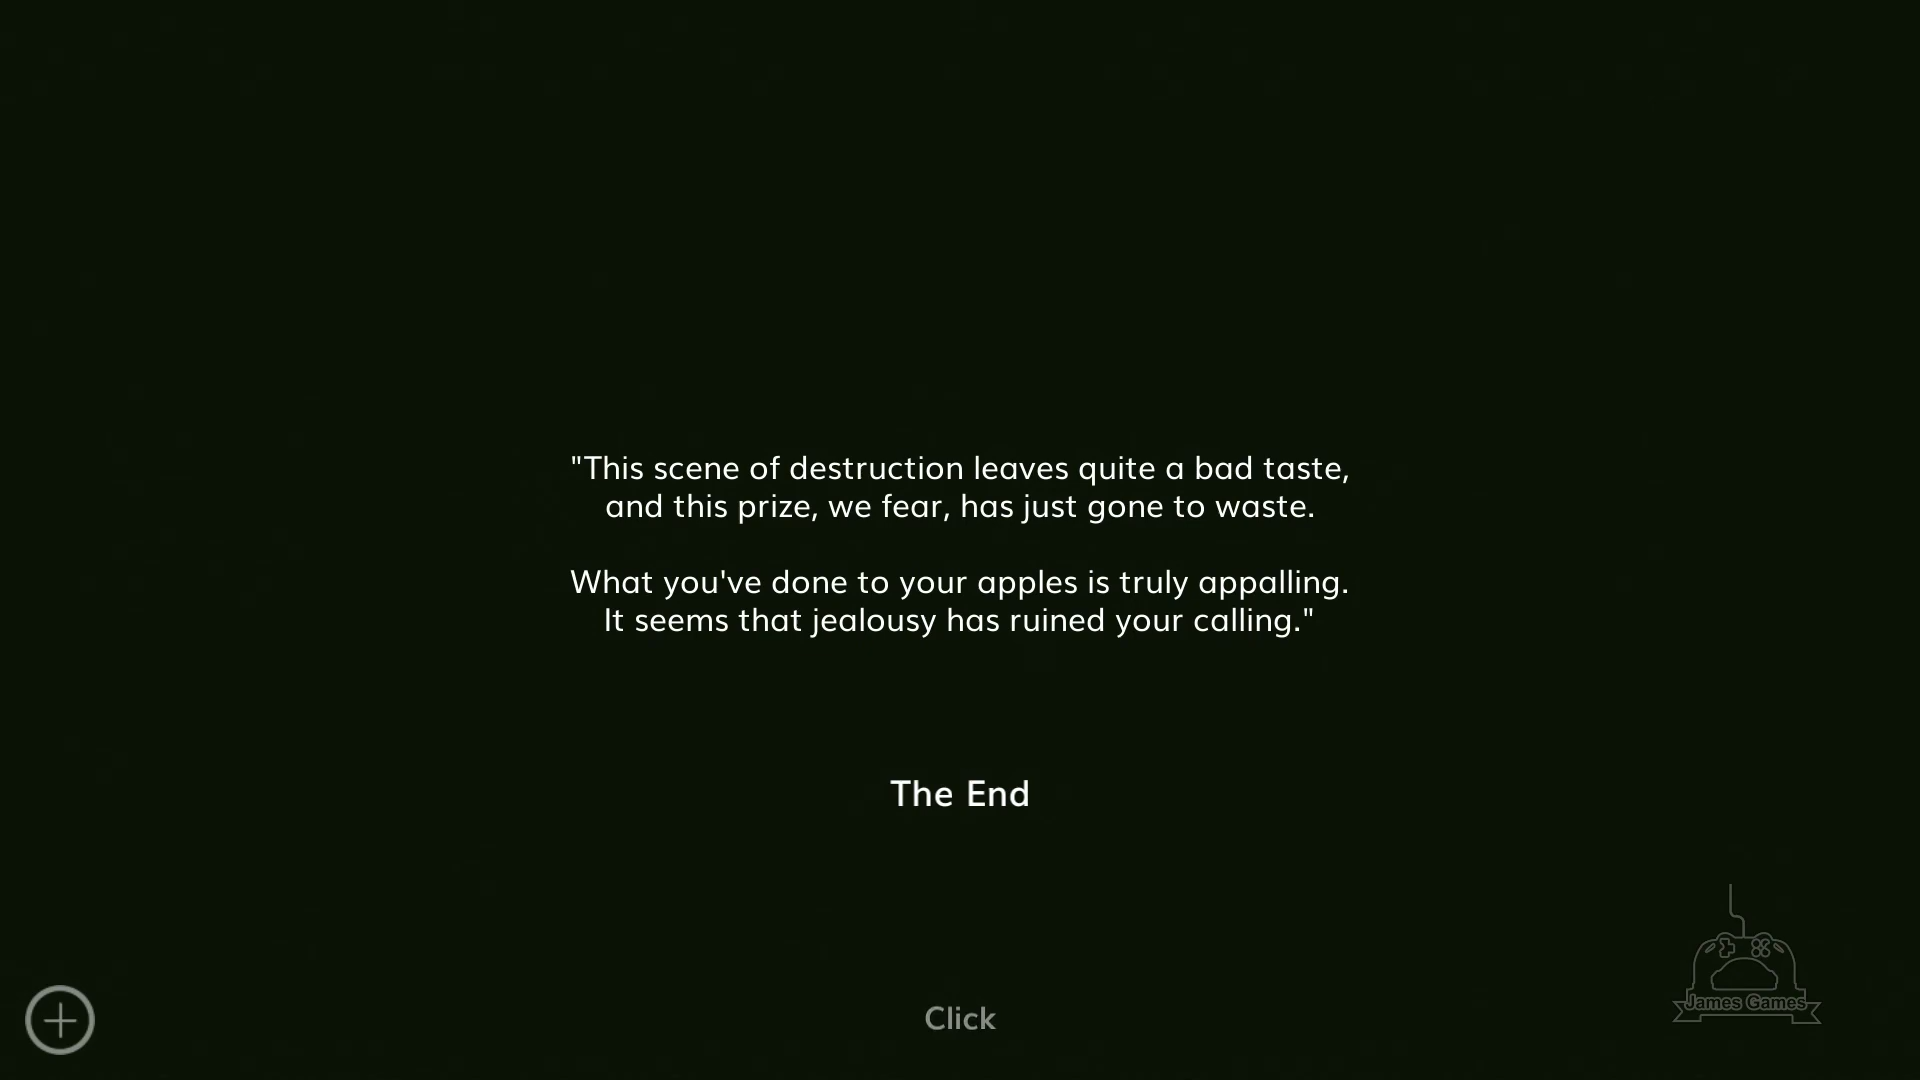 "This scene of destruction leaves quite a bad taste,
and this prize, we fear, has just gone to waste.
What you've done to your apples is truly appalling.
It seems that jealousy has ruined your calling."
The End
Click
James Games